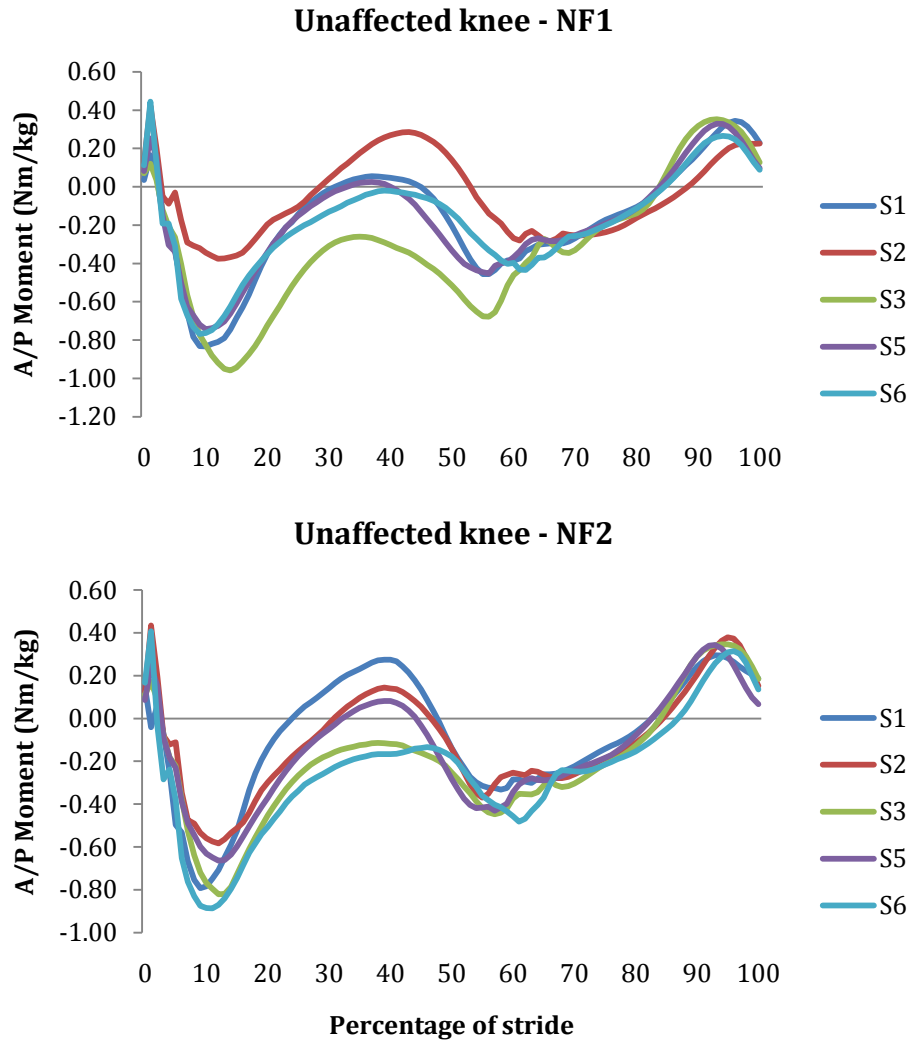 Unaffected knee - NF1
A/P Moment (Nm/kg)
0.60
0.40
0.20
0.00
-0.20
-0.40
-0.60
-0.80
-1.00
-1.20
0 10 20 30 40 50 60 70 80 90 100
S1
S2
S3
S5
S6
Unaffected knee - NF2
A/P Moment (Nm/kg)
0.60
0.40
0.20
0.00
-0.20
-0.40
-0.60
-0.80
-1.00
0 10 20 30 40 50 60 70 80 90 100
Percentage of stride
S1
S2
S3
S5
S6